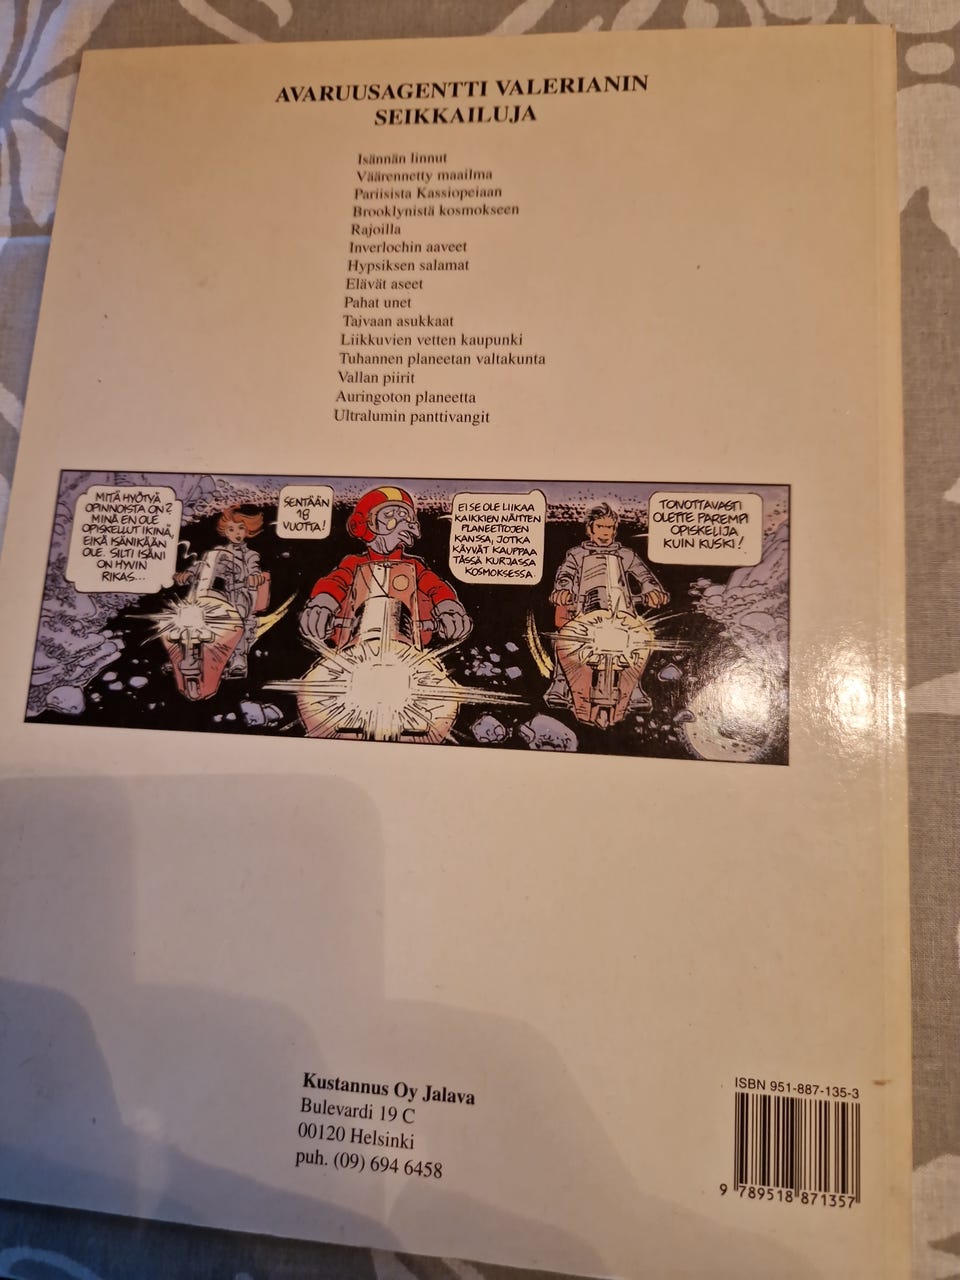 AVARUUSAGENTTI VALERIANIN
SEIKKAILUJA
Isännän linnut
Väärennetty maailma
Pariisista Kassiopeiaan
Brooklynistä kosmokseen
Rajoilla
Inverlochin aaveet
Hypsiksen salamat
Elävät aseet
Pahat unet
Taivaan asukkaat
Liikkuvien vetten kaupunki
Tuhannen planeetan valtakunta
Vallan piirit
Auringoton planeetta
Ultralumin panttivangit
MITÄ HYÖTYÄ
OPINNOISTA ON?
MINÄ EN OLE
OPISKELLUT IKINÄ,
EIKÄ ISÄNIKÄÄN
OLE. SILTI ISÄNI
ON HYVIN
RIKAS...
SENTÄÄN
18
VUOTTA!
EI SE OLE LIIKAA
KAIKKIEN NÄITTEN
PLANEETTOJEN
KANSSA, JOTKA
KÄYVÄT KAUPPAA
TÄSSÄ KURJASSA
KOSMOKSESSA.
TOIVOTTAVASTI
OLETTE PAREMPI
OPISKELIJA
KUIN KUSKI!
Kustannus Oy Jalava
Bulevardi 19 C
00120 Helsinki
puh. (09) 694 6458
ISBN 951-887-135-3
9 789518 871357